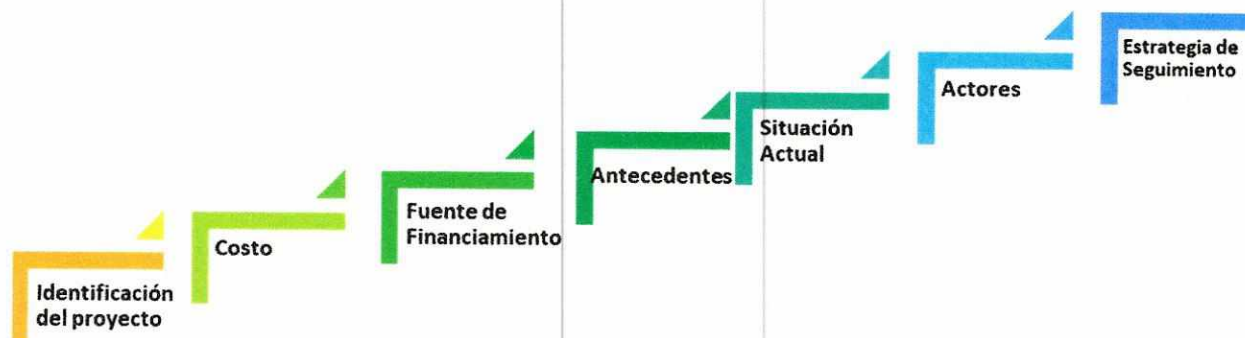 Identificación
del proyecto
Costo
Fuente de
Financiamiento
Antecedentes
Situación
Actual
Actores
Estrategia de
Seguimiento